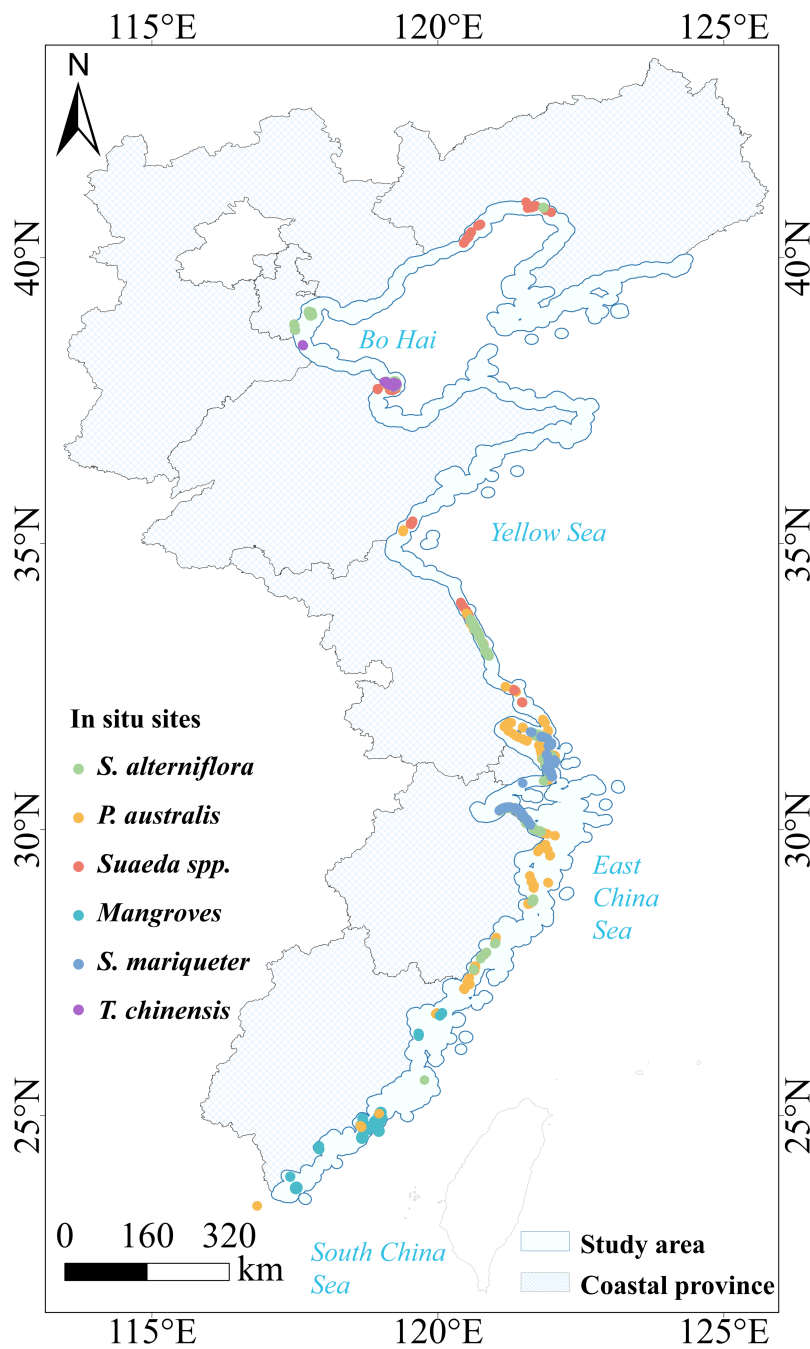 115°E
120°E
125°E
N
40°N
40°N
Bo Hai
35°N
Yellow Sea
35°N
In situ sites
S. alterniflora
P. australis
Suaeda spp.
Mangroves
S. mariqueter
T. chinensis
30°N
30°N
East
China
Sea
25°N
25°N
0 160 320
km
South China
Sea
Study area
Coastal province
115°E
120°E
125°E